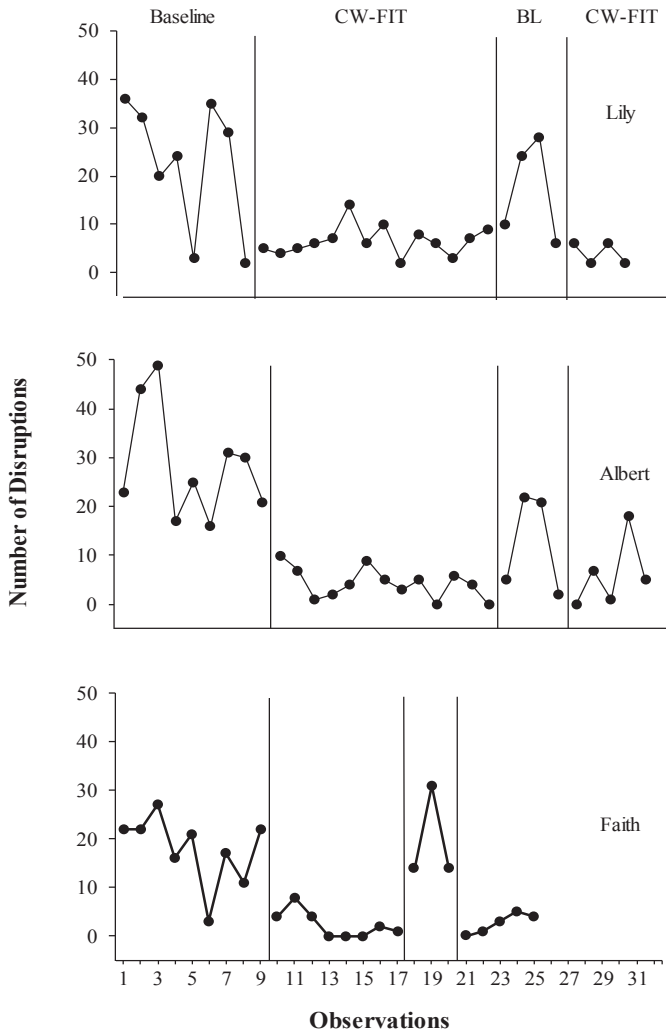 Baseline CW-FIT BL CW-FIT
50
40
30
20
10
0
Lily
Number of Disruptions
50
40
30
20
10
0
Albert
50
40
30
20
10
0
Faith
1 3 5 7 9 11 13 15 17 19 21 23 25 27 29 31
Observations